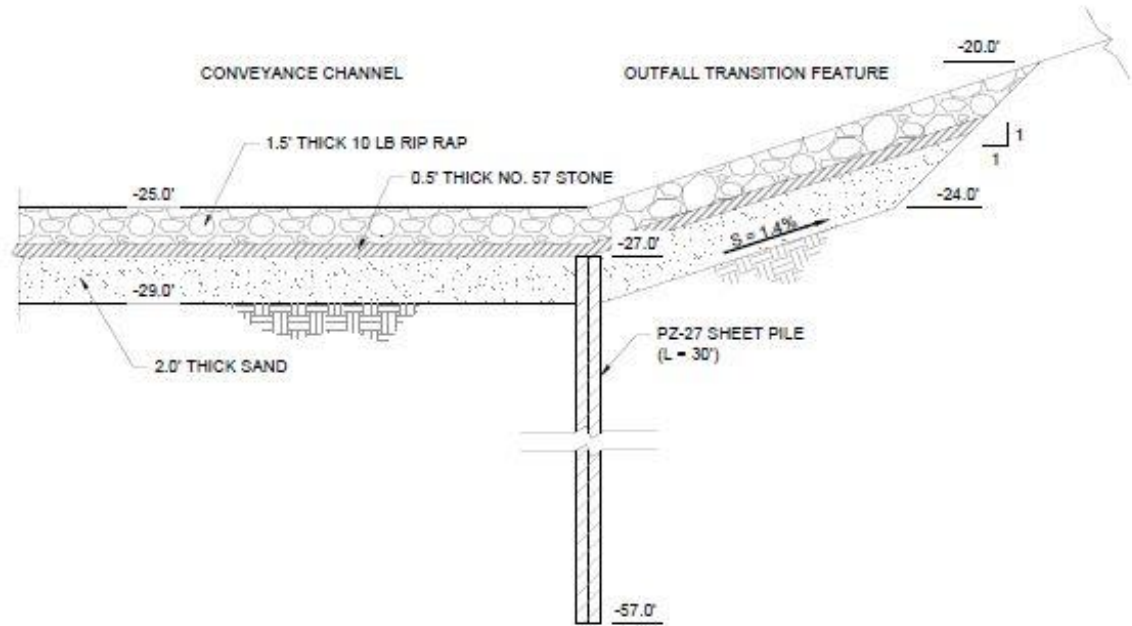 -20.0'
CONVEYANCE CHANNEL
OUTFALL TRANSITION FEATURE
1.5' THICK 10 LB RIP RAP
1
1
0.5' THICK NO. 57 STONE
-25.0'
-24.0'
S = 1.4%
-27.0'
-29.0'
PZ-27 SHEET PILE
(L = 30')
2.0' THICK SAND
-57.0'